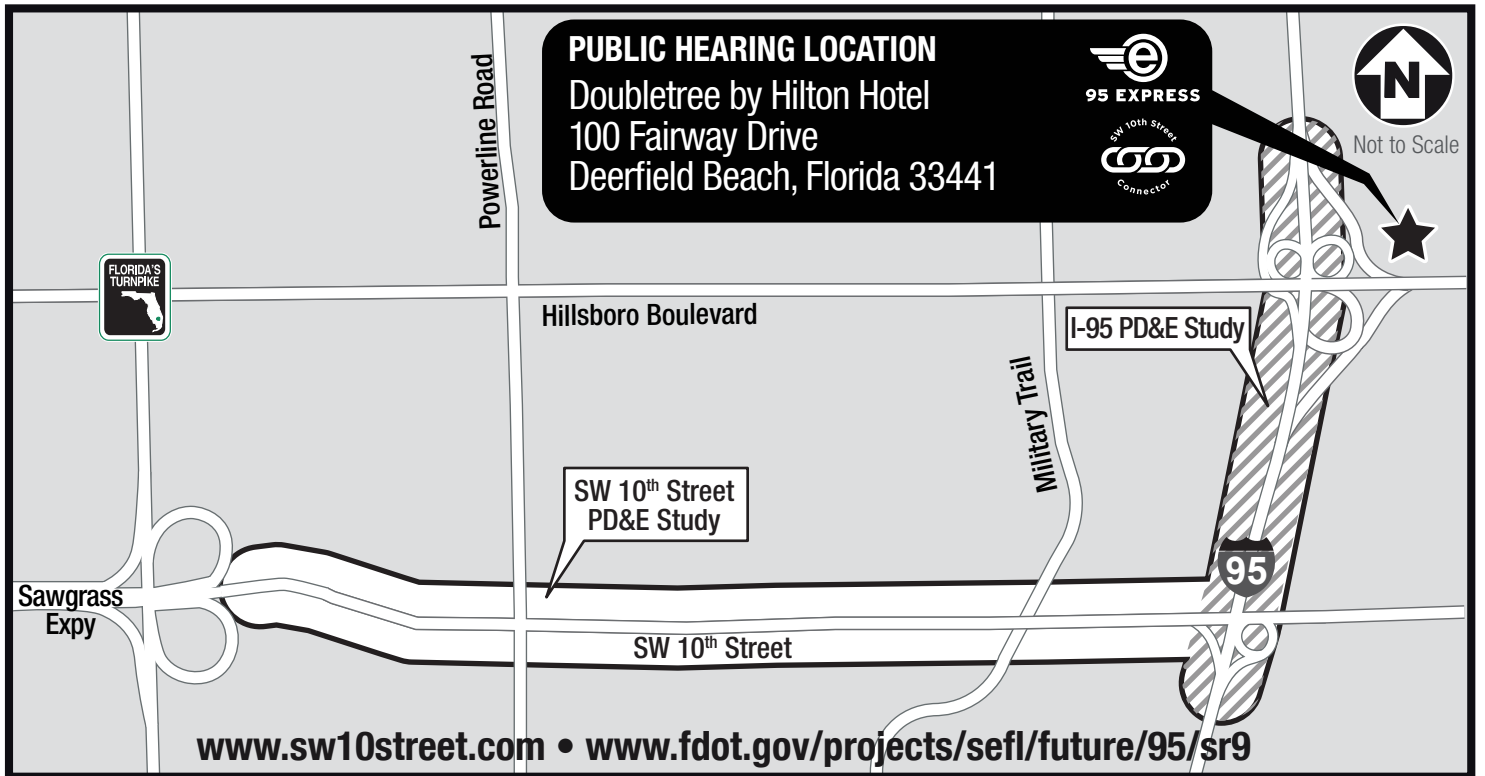 PUBLIC HEARING LOCATION
Doubletree by Hilton Hotel
100 Fairway Drive
Deerfield Beach, Florida 33441
e
95 EXPRESS
SW 10th Street
Connector
N
Not to Scale
Powerline Road
FLORIDA'S
TURNPIKE
Hillsboro Boulevard
I-95 PD&E Study
Military Trail
SW 10th Street
PD&E Study
95
Sawgrass
Expy
SW 10th Street
www.sw10street.com • www.fdot.gov/projects/sefl/future/95/sr9